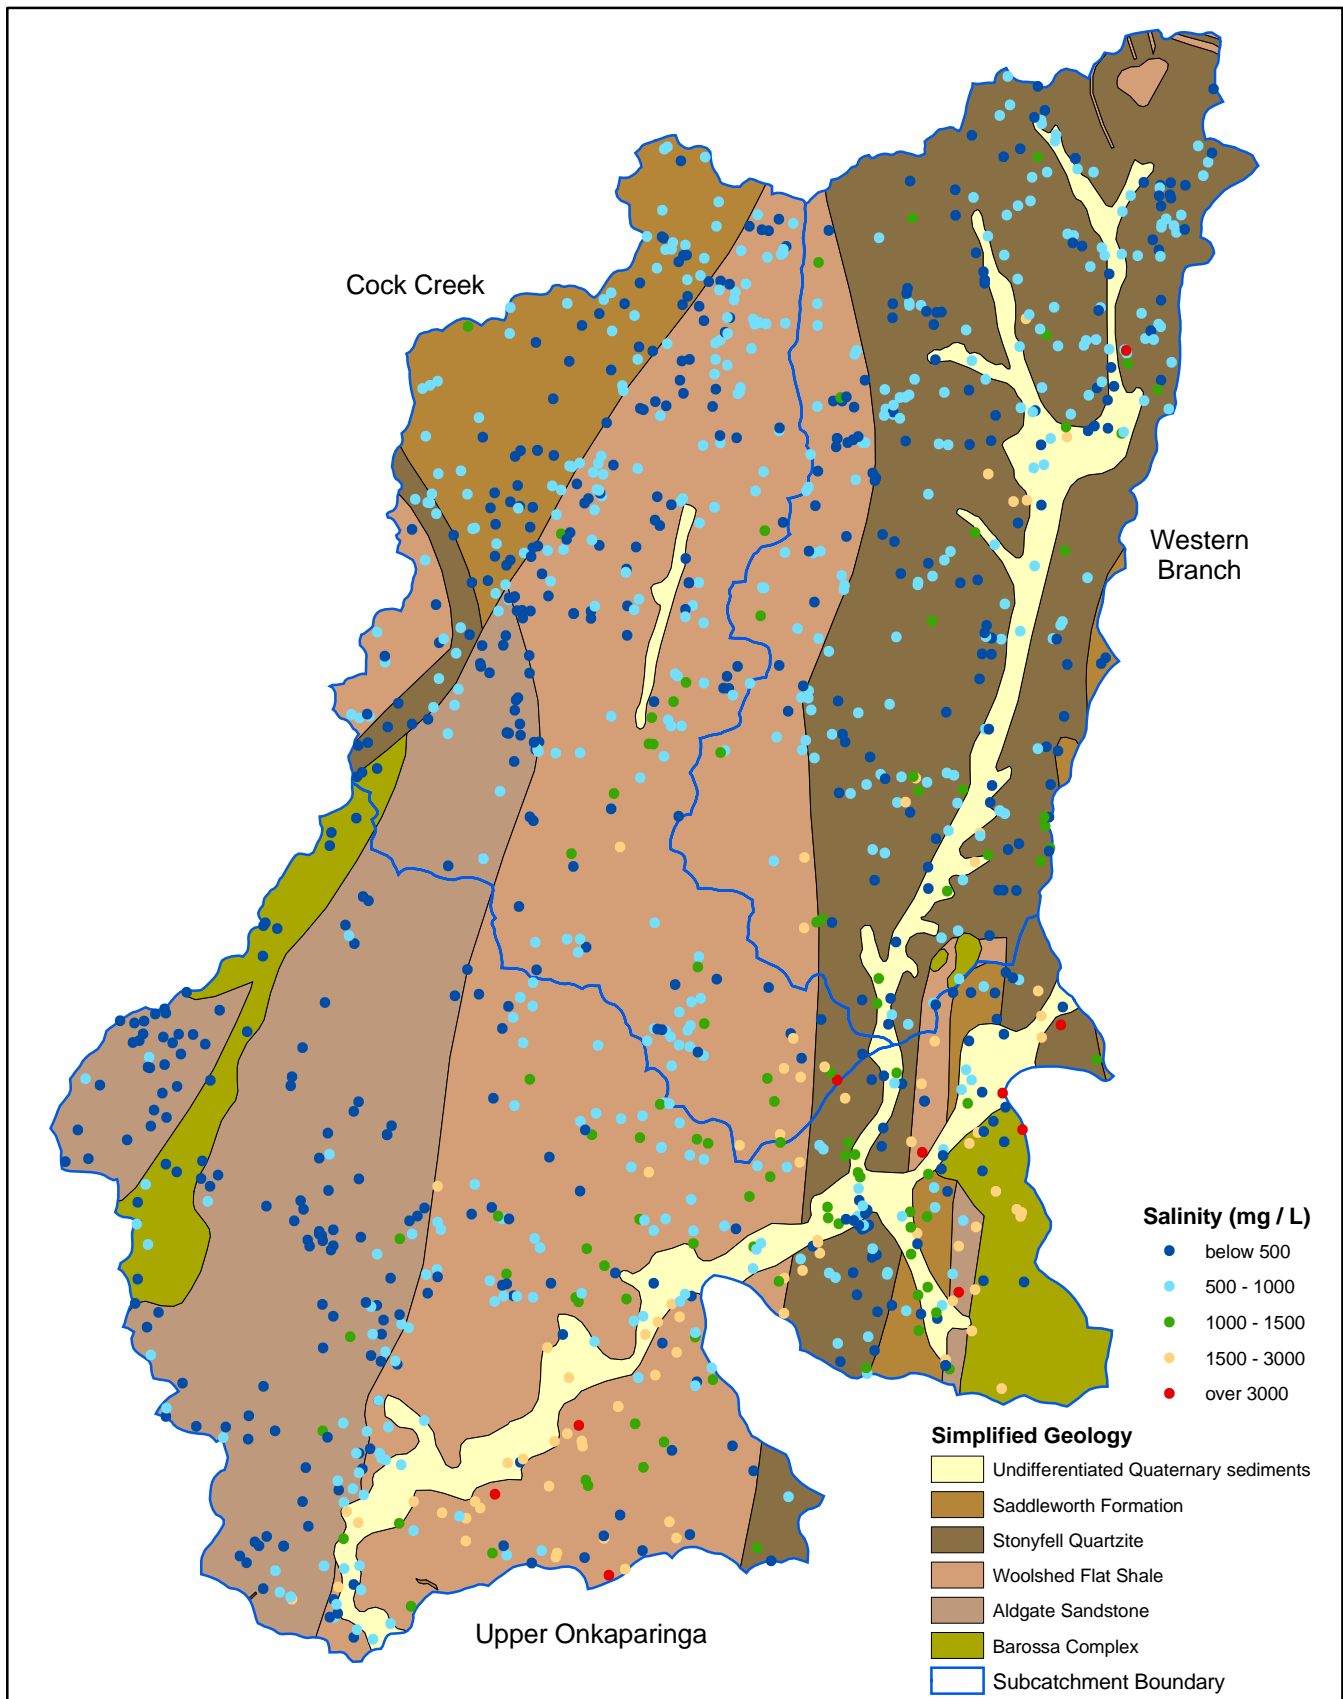 Cock Creek
Western
Branch
Salinity (mg / L)
below 500
500 - 1000
1000 - 1500
1500 - 3000
over 3000
Simplified Geology
Undifferentiated Quaternary sediments
Saddleworth Formation
Stonyfell Quartzite
Woolshed Flat Shale
Aldgate Sandstone
Barossa Complex
Subcatchment Boundary
Upper Onkaparinga